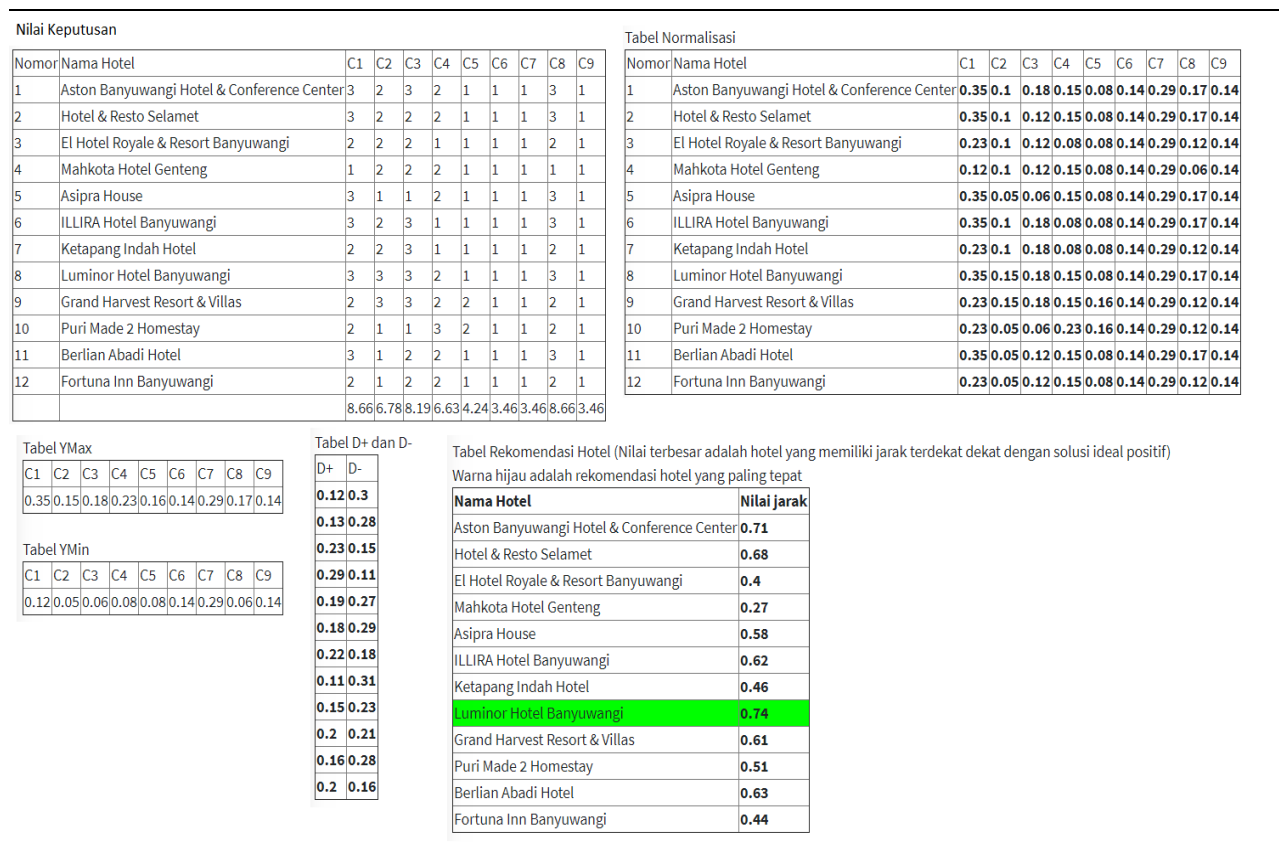 Nilai Keputusan
Nomor Nama Hotel C1 C2 C3 C4 C5 C6 C7 C8 C9
1 Aston Banyuwangi Hotel & Conference Center 3 2 3 2 1 1 1 3 1
2 Hotel & Resto Selamet 3 2 2 2 1 1 1 3 1
3 El Hotel Royale & Resort Banyuwangi 2 2 2 1 1 1 1 2 1
4 Mahkota Hotel Genteng 1 2 2 2 1 1 1 1 1
5 Asipra House 3 1 1 2 1 1 1 3 1
6 ILLIRA Hotel Banyuwangi 3 2 3 1 1 1 1 3 1
7 Ketapang Indah Hotel 2 2 3 1 1 1 1 2 1
8 Luminor Hotel Banyuwangi 3 3 3 2 1 1 1 3 1
9 Grand Harvest Resort & Villas 2 3 3 2 2 1 1 2 1
10 Puri Made 2 Homestay 2 1 1 3 2 1 1 2 1
11 Berlian Abadi Hotel 3 1 2 2 1 1 1 3 1
12 Fortuna Inn Banyuwangi 2 1 2 2 1 1 1 2 1
8.66 6.78 8.19 6.63 4.24 3.46 3.46 8.66 3.46
Tabel Normalisasi
Nomor Nama Hotel C1 C2 C3 C4 C5 C6 C7 C8 C9
1 Aston Banyuwangi Hotel & Conference Center 0.35 0.1 0.18 0.15 0.08 0.14 0.29 0.17 0.14
2 Hotel & Resto Selamet 0.35 0.1 0.12 0.15 0.08 0.14 0.29 0.17 0.14
3 El Hotel Royale & Resort Banyuwangi 0.23 0.1 0.12 0.08 0.08 0.14 0.29 0.12 0.14
4 Mahkota Hotel Genteng 0.12 0.1 0.12 0.15 0.08 0.14 0.29 0.06 0.14
5 Asipra House 0.35 0.05 0.06 0.15 0.08 0.14 0.29 0.17 0.14
6 ILLIRA Hotel Banyuwangi 0.35 0.1 0.18 0.08 0.08 0.14 0.29 0.17 0.14
7 Ketapang Indah Hotel 0.23 0.1 0.18 0.08 0.08 0.14 0.29 0.12 0.14
8 Luminor Hotel Banyuwangi 0.35 0.15 0.18 0.15 0.08 0.14 0.29 0.17 0.14
9 Grand Harvest Resort & Villas 0.23 0.15 0.18 0.15 0.16 0.14 0.29 0.12 0.14
10 Puri Made 2 Homestay 0.23 0.05 0.06 0.23 0.16 0.14 0.29 0.12 0.14
11 Berlian Abadi Hotel 0.35 0.05 0.12 0.15 0.08 0.14 0.29 0.17 0.14
12 Fortuna Inn Banyuwangi 0.23 0.05 0.12 0.15 0.08 0.14 0.29 0.12 0.14
Tabel YMax
C1 C2 C3 C4 C5 C6 C7 C8 C9
0.35 0.15 0.18 0.23 0.16 0.14 0.29 0.17 0.14
Tabel YMin
C1 C2 C3 C4 C5 C6 C7 C8 C9
0.12 0.05 0.06 0.08 0.08 0.14 0.29 0.06 0.14
Tabel D+ dan D-
D+ D-
0.12 0.3
0.13 0.28
0.23 0.15
0.29 0.11
0.19 0.27
0.18 0.29
0.22 0.18
0.11 0.31
0.15 0.23
0.2 0.21
0.16 0.28
0.2 0.16
Tabel Rekomendasi Hotel (Nilai terbesar adalah hotel yang memiliki jarak terdekat dekat dengan solusi ideal positif)
Warna hijau adalah rekomendasi hotel yang paling tepat
Nama Hotel Nilai jarak
Aston Banyuwangi Hotel & Conference Center 0.71
Hotel & Resto Selamet 0.68
El Hotel Royale & Resort Banyuwangi 0.4
Mahkota Hotel Genteng 0.27
Asipra House 0.58
ILLIRA Hotel Banyuwangi 0.62
Ketapang Indah Hotel 0.46
Luminor Hotel Banyuwangi 0.74
Grand Harvest Resort & Villas 0.61
Puri Made 2 Homestay 0.51
Berlian Abadi Hotel 0.63
Fortuna Inn Banyuwangi 0.44